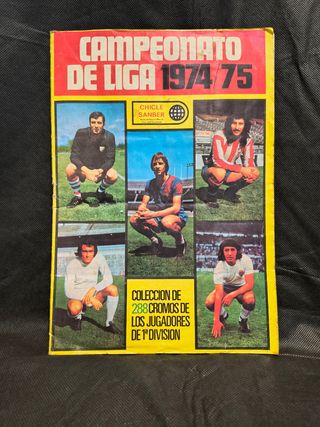 CAMPEONATO
DE LIGA 1974/75
CHICLE
SANBER
COLECCION DE
288 CROMOS DE
LOS JUGADORES
DE 1ª DIVISION